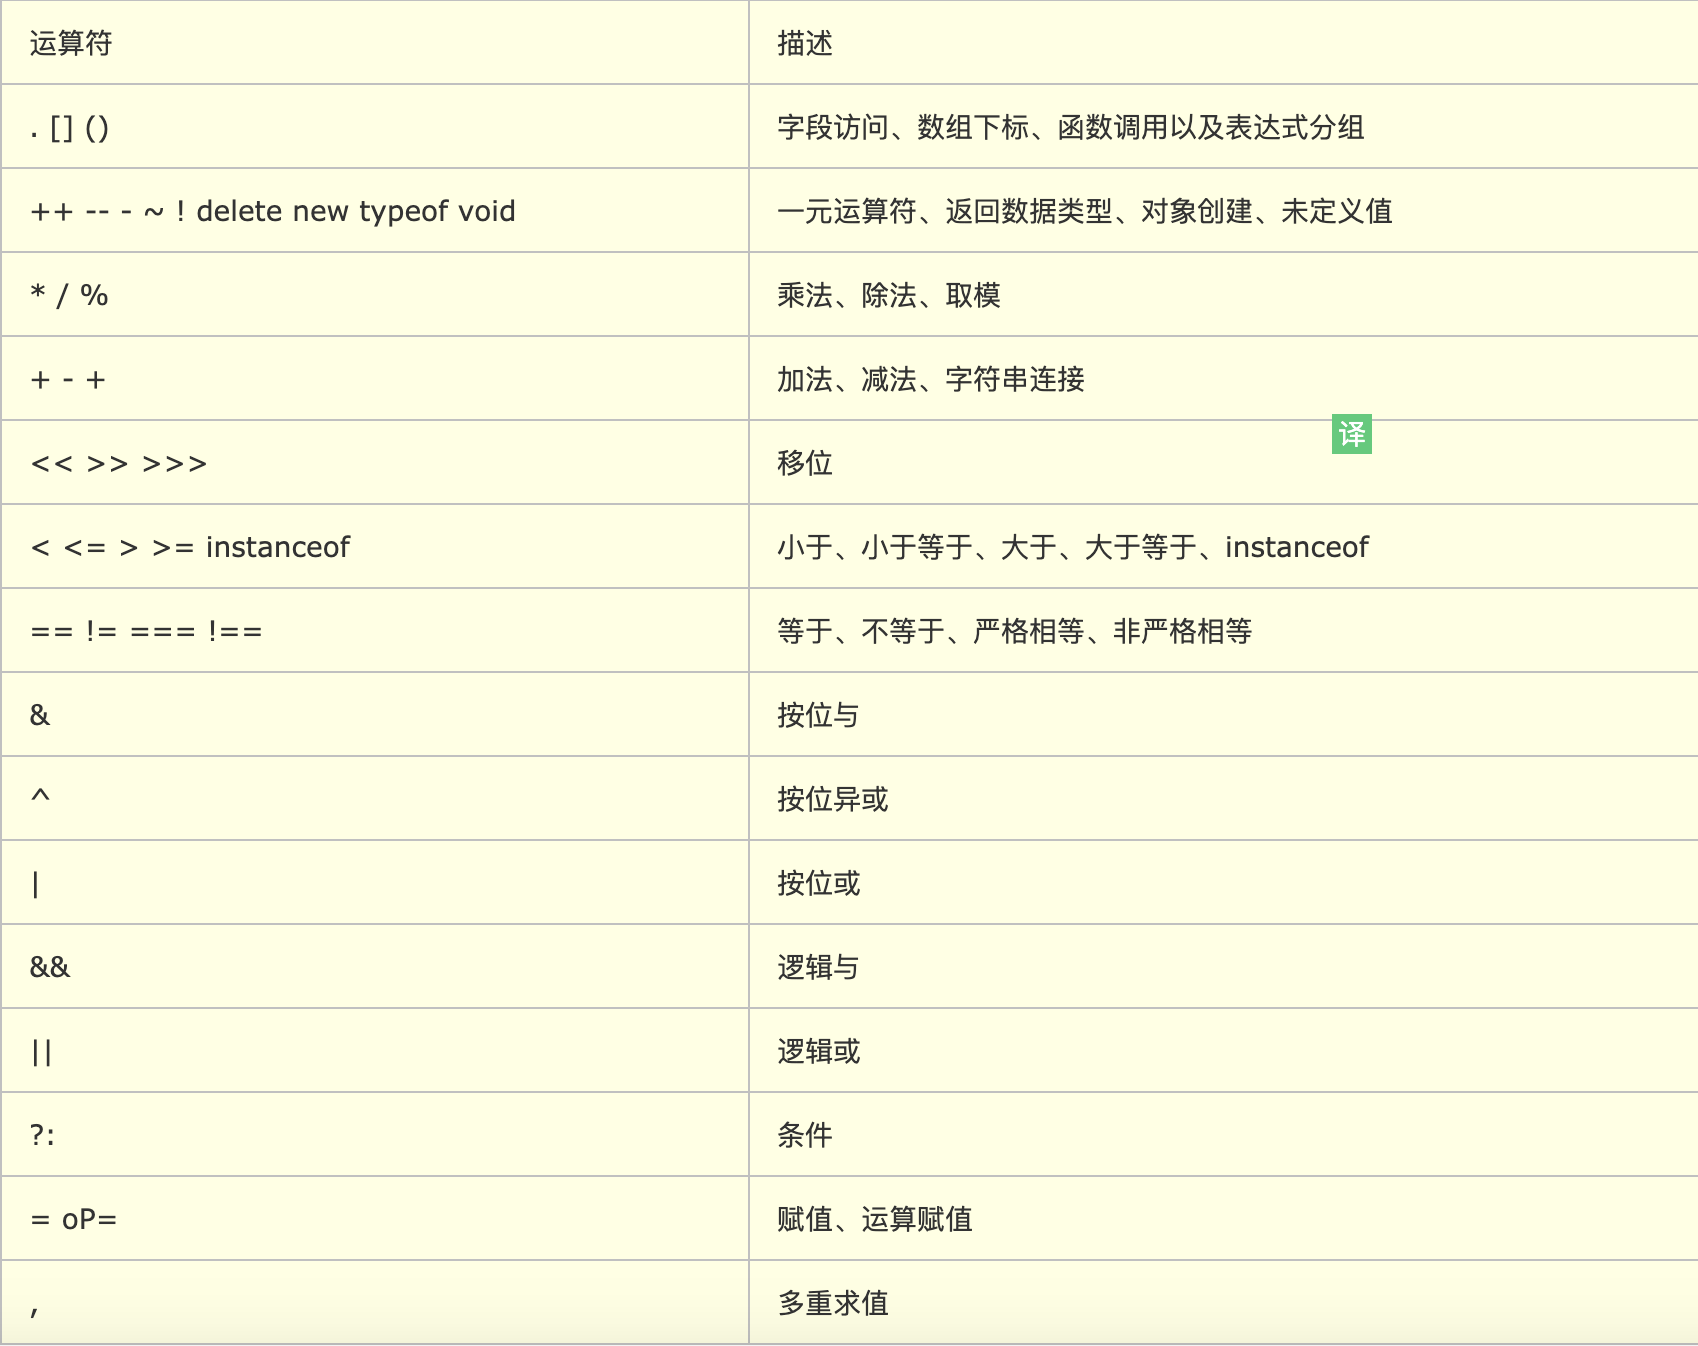 运算符 描述
. [] () 字段访问、数组下标、函数调用以及表达式分组
++ -- - ~ ! delete new typeof void 一元运算符、返回数据类型、对象创建、未定义值
* / % 乘法、除法、取模
+ - + 加法、减法、字符串连接
译
<< >> >>> 移位
< <= > >= instanceof 小于、小于等于、大于、大于等于、instanceof
== != === !== 等于、不等于、严格相等、非严格相等
& 按位与
^ 按位异或
| 按位或
&& 逻辑与
|| 逻辑或
?: 条件
= oP= 赋值、运算赋值
, 多重求值